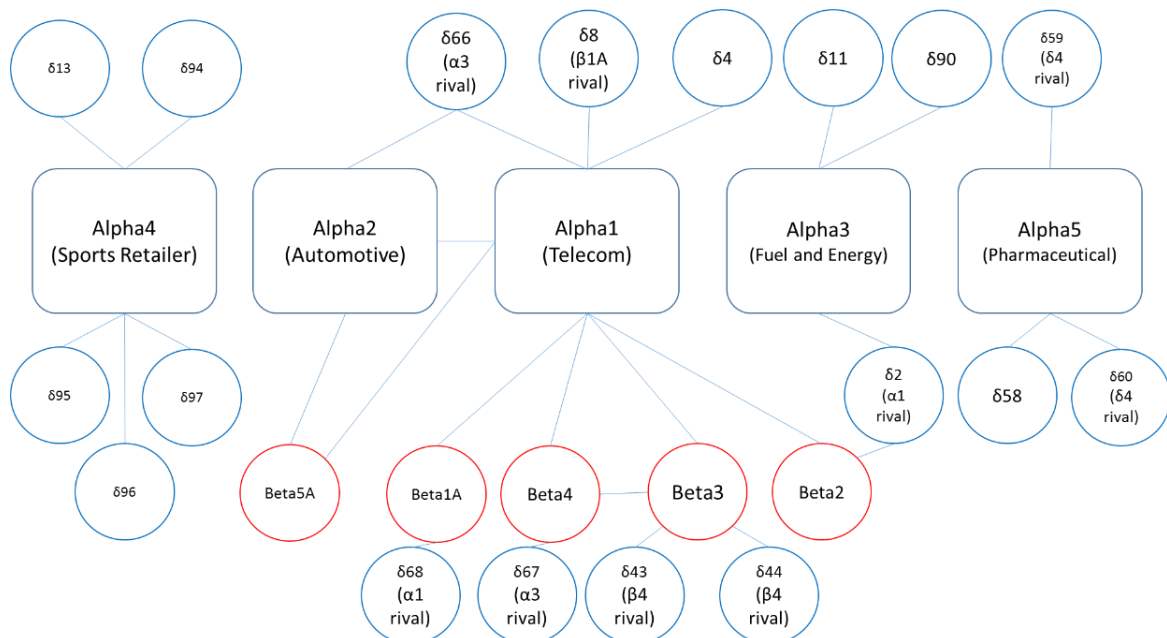 δ13
δ94
δ66
(α3
rival)
δ8
(β1A
rival)
δ4
δ11
δ90
δ59
(δ4
rival)
Alpha4
(Sports Retailer)
Alpha2
(Automotive)
Alpha1
(Telecom)
Alpha3
(Fuel and Energy)
Alpha5
(Pharmaceutical)
δ95
δ96
δ97
δ2
(α1
rival)
δ58
δ60
(δ4
rival)
Beta5A
Beta1A
Beta4
Beta3
Beta2
δ68
(α1
rival)
δ67
(α3
rival)
δ43
(β4
rival)
δ44
(β4
rival)